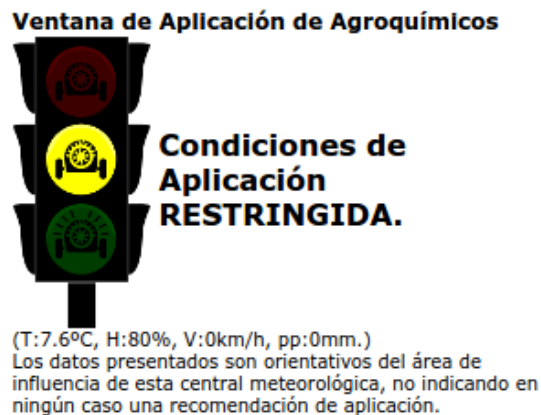 Ventana de Aplicación de Agroquímicos
Condiciones de
Aplicación
RESTRINGIDA.
(T:7.6ºC, H:80%, V:0km/h, pp:0mm.)
Los datos presentados son orientativos del área de
influencia de esta central meteorológica, no indicando en
ningún caso una recomendación de aplicación.